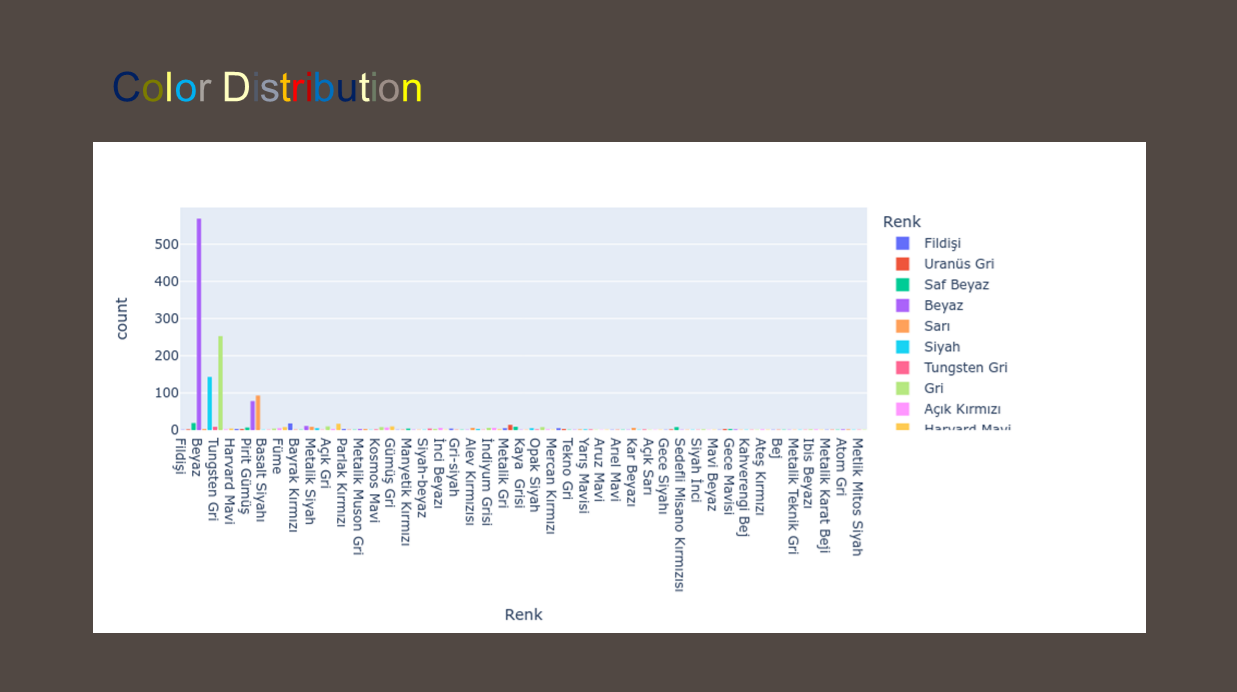 Color Distribution
500
400
300
200
100
0
count
Fildişi
Beyaz
Tungsten Gri
Harvard Mavi
Pirit Gümüş
Basalt Siyahı
Füme
Bayrak Kırmızı
Metalik Siyah
Açık Gri
Parlak Kırmızı
Metalik Muson Gri
Kosmos Mavi
Gümüş Gri
Manyetik Kırmızı
Siyah-beyaz
İnci Beyazı
Gri-siyah
Alev Kırmızısı
İndiyum Grisi
Metalik Gri
Kaya Grisi
Opak Siyah
Mercan Kırmızı
Tekno Gri
Yarış Mavisi
Aruz Mavi
Arıel Mavi
Kar Beyazı
Açık Sarı
Gece Siyahı
Sedefli Misano Kırmızısı
Siyah İnci
Mavi Beyaz
Gece Mavisi
Kahverengi Bej
Ateş Kırmızı
Bej
Metalik Teknik Gri
Ibis Beyazı
Metalik Karat Beji
Atom Gri
Metlik Mitos Siyah
Renk
Renk
Fildişi
Uranüs Gri
Saf Beyaz
Beyaz
Sarı
Siyah
Tungsten Gri
Gri
Açık Kırmızı
Harvard Mavi